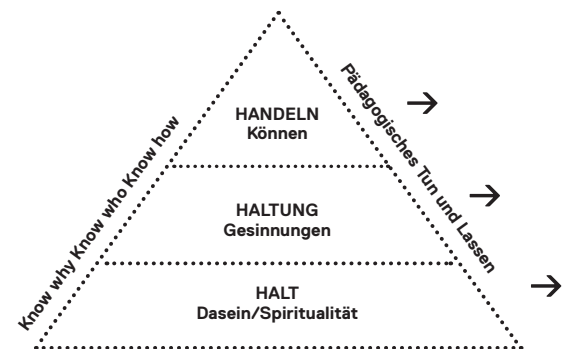 HANDELN
Können
HALTUNG
Gesinnungen
HALT
Dasein/Spiritualität
Know why Know who Know how
Pädagogisches Tun und Lassen